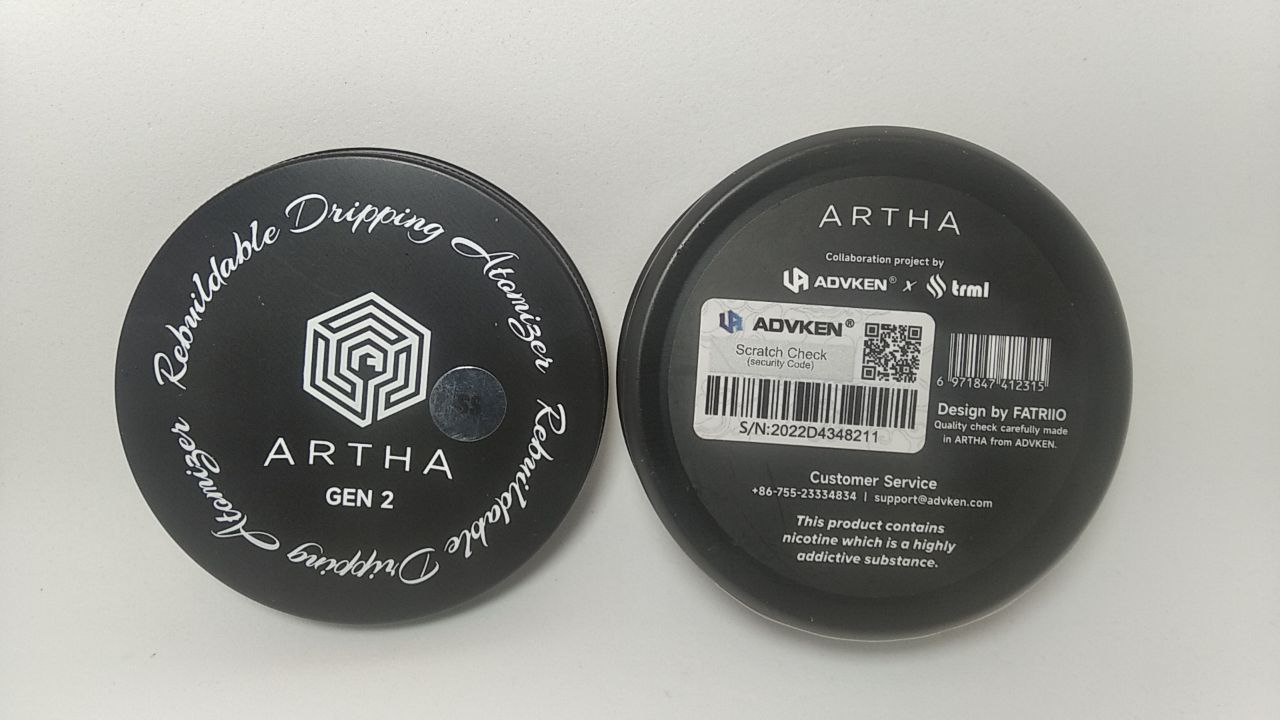 Rebuildable Dripping Atomizer
Rebuildable Dripping Atomizer
SS
ARTHA
GEN 2
ARTHA
Collaboration project by
ADVKEN® x trml
ADVKEN®
Scratch Check
(security Code)
S/N:2022D4348211
6 971847 412315
Design by FATRIIO
Quality check carefully made
in ARTHA from ADVKEN.
Customer Service
+86-755-23334834 | support@advken.com
This product contains
nicotine which is a highly
addictive substance.